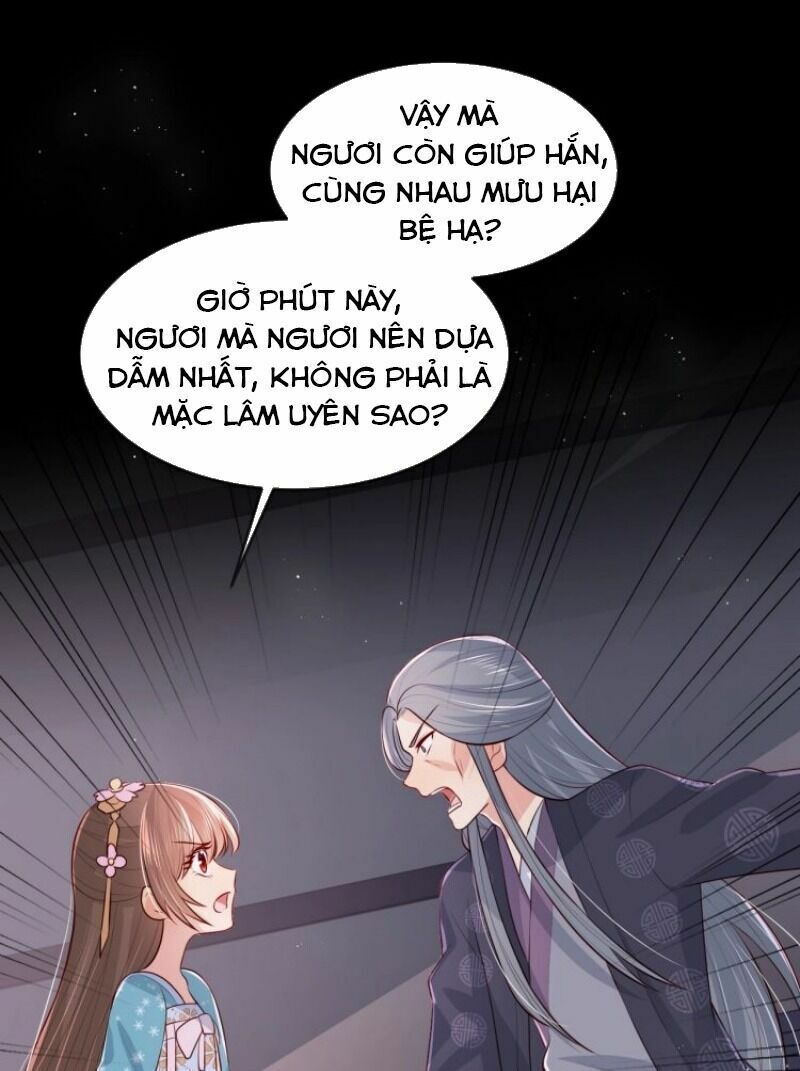 VẬY MÀ
NGƯƠI CÒN GIÚP HẮN,
CÙNG NHAU MƯU HẠI
BỆ HẠ?
GIỜ PHÚT NÀY,
NGƯƠI MÀ NGƯƠI NÊN DỰA
DẪM NHẤT, KHÔNG PHẢI LÀ
MẶC LÂM UYÊN SAO?